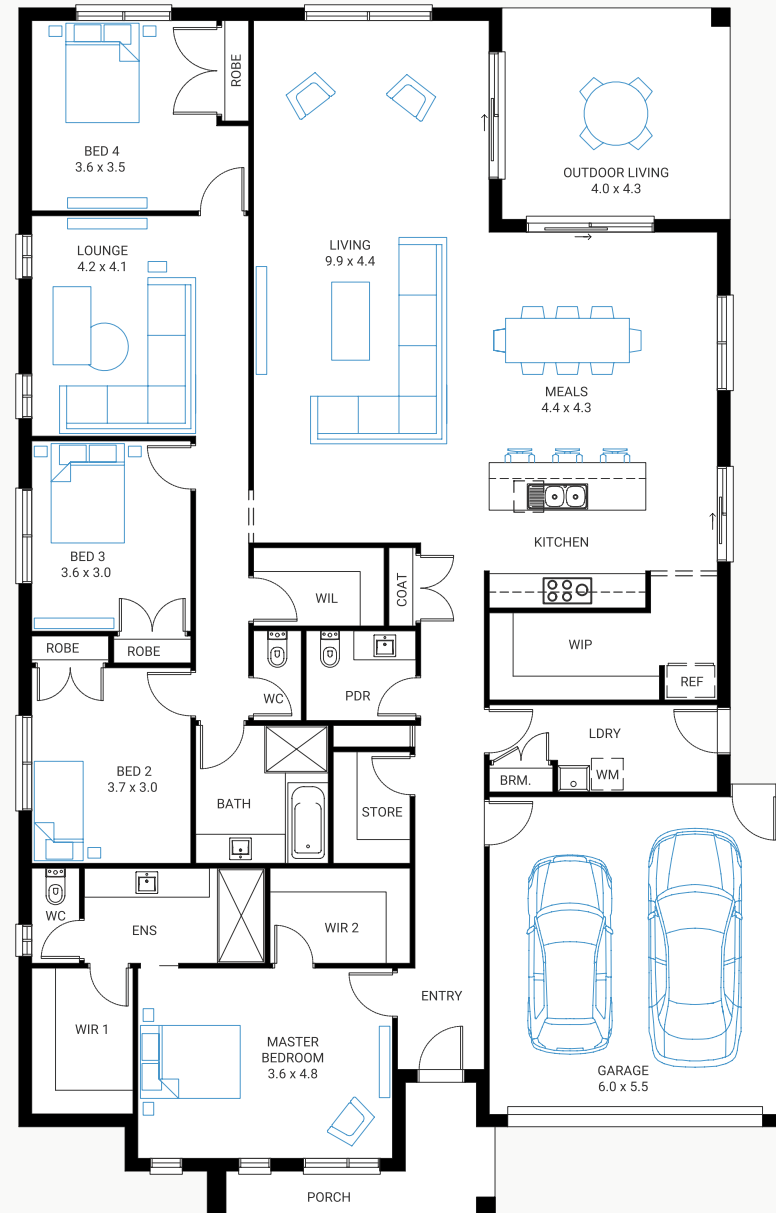 ROBE
BED 4
3.6 x 3.5
OUTDOOR LIVING
4.0 x 4.3
LOUNGE
4.2 x 4.1
LIVING
9.9 x 4.4
MEALS
4.4 x 4.3
KITCHEN
BED 3
3.6 x 3.0
WIL
COAT
ROBE
ROBE
WIP
REF
WC
PDR
LDRY
BED 2
3.7 x 3.0
BRM.
WM
BATH
STORE
WC
ENS
WIR 2
ENTRY
WIR 1
MASTER
BEDROOM
3.6 x 4.8
GARAGE
6.0 x 5.5
PORCH